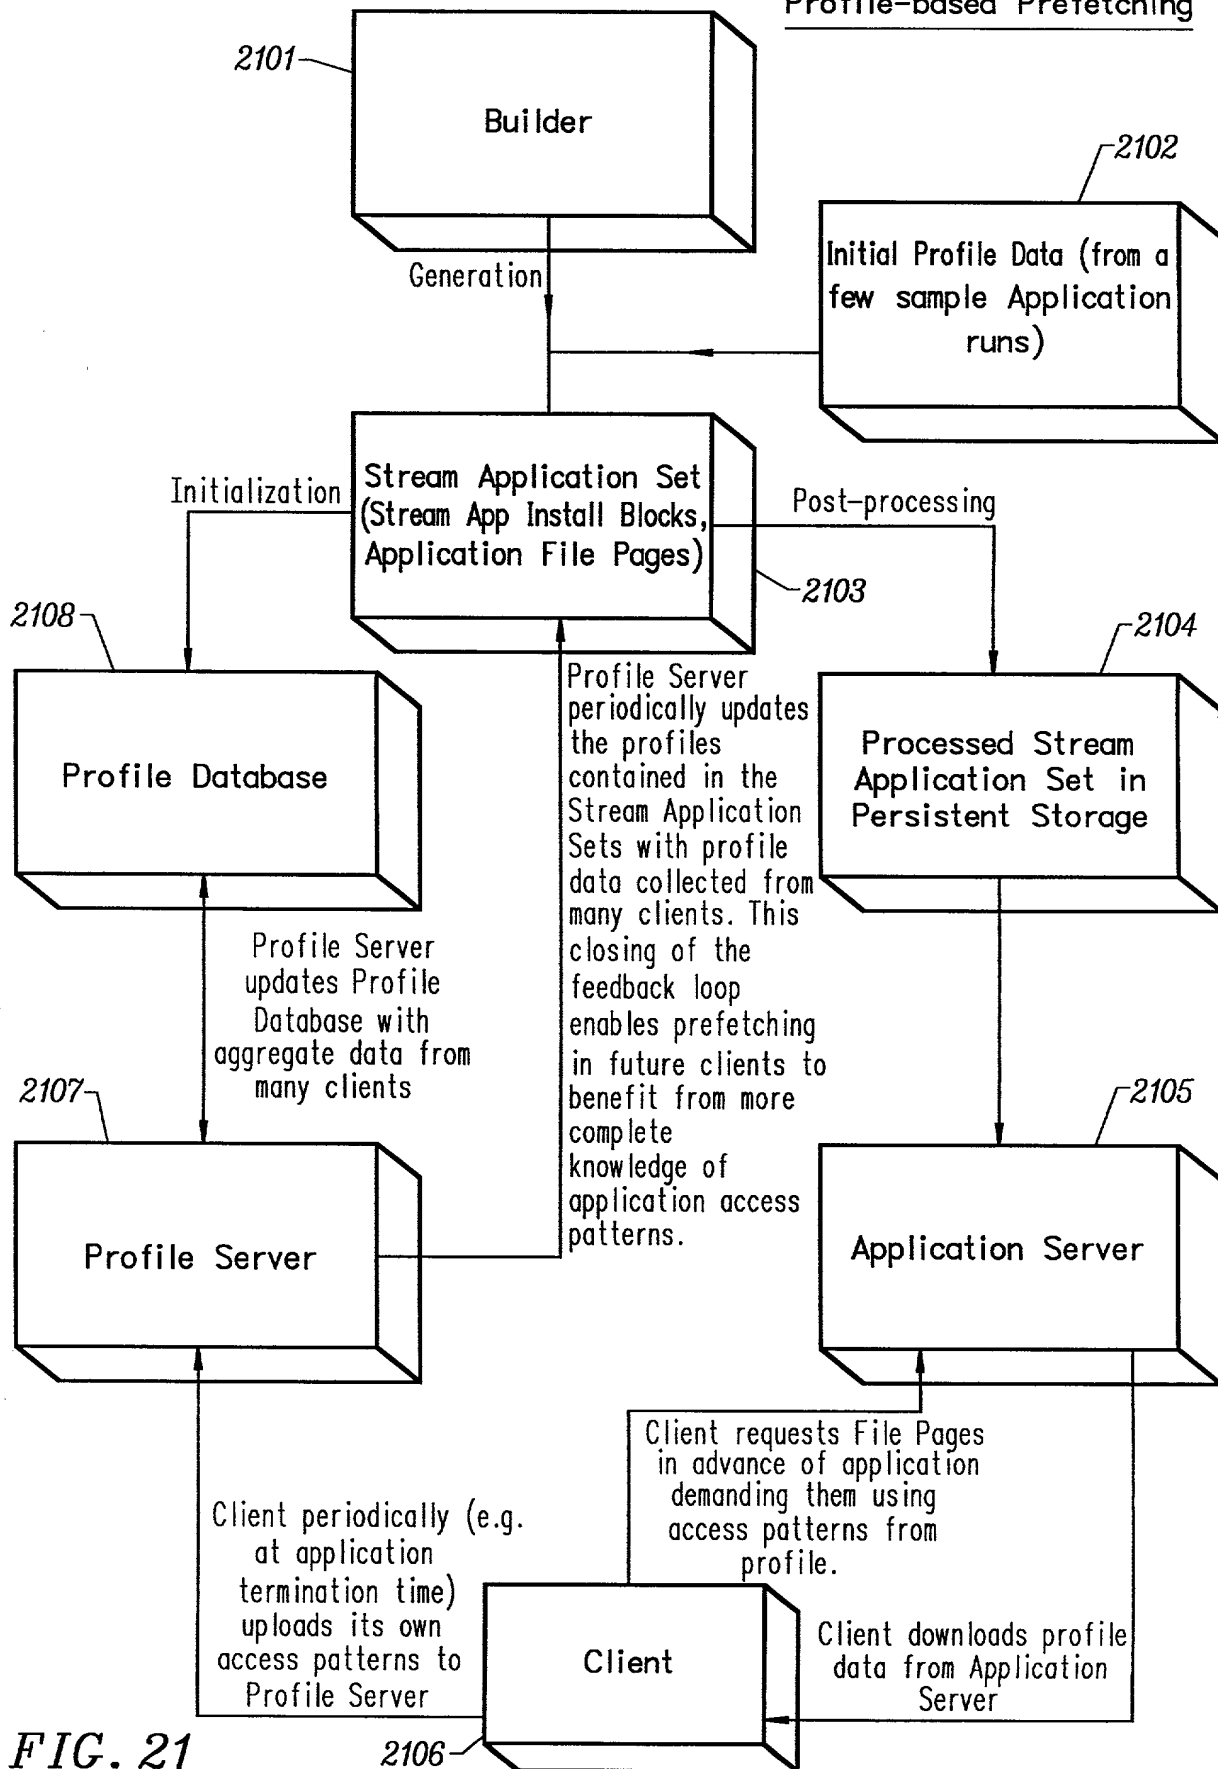 Profile-based Prefetching
2101
Builder
2102
Initial Profile Data (from a
few sample Application
runs)
Generation
Stream Application Set
(Stream App Install Blocks,
Application File Pages)
2103
Initialization
Post-processing
2108
Profile Database
2104
Processed Stream
Application Set in
Persistent Storage
Profile Server
periodically updates
the profiles
contained in the
Stream Application
Sets with profile
data collected from
many clients. This
closing of the
feedback loop
enables prefetching
in future clients to
benefit from more
complete
knowledge of
application access
patterns.
Profile Server
updates Profile
Database with
aggregate data from
many clients
2107
Profile Server
2105
Application Server
Client requests File Pages
in advance of application
demanding them using
access patterns from
profile.
Client periodically (e.g.
at application
termination time)
uploads its own
access patterns to
Profile Server
Client
2106
Client downloads profile
data from Application
Server
FIG. 21